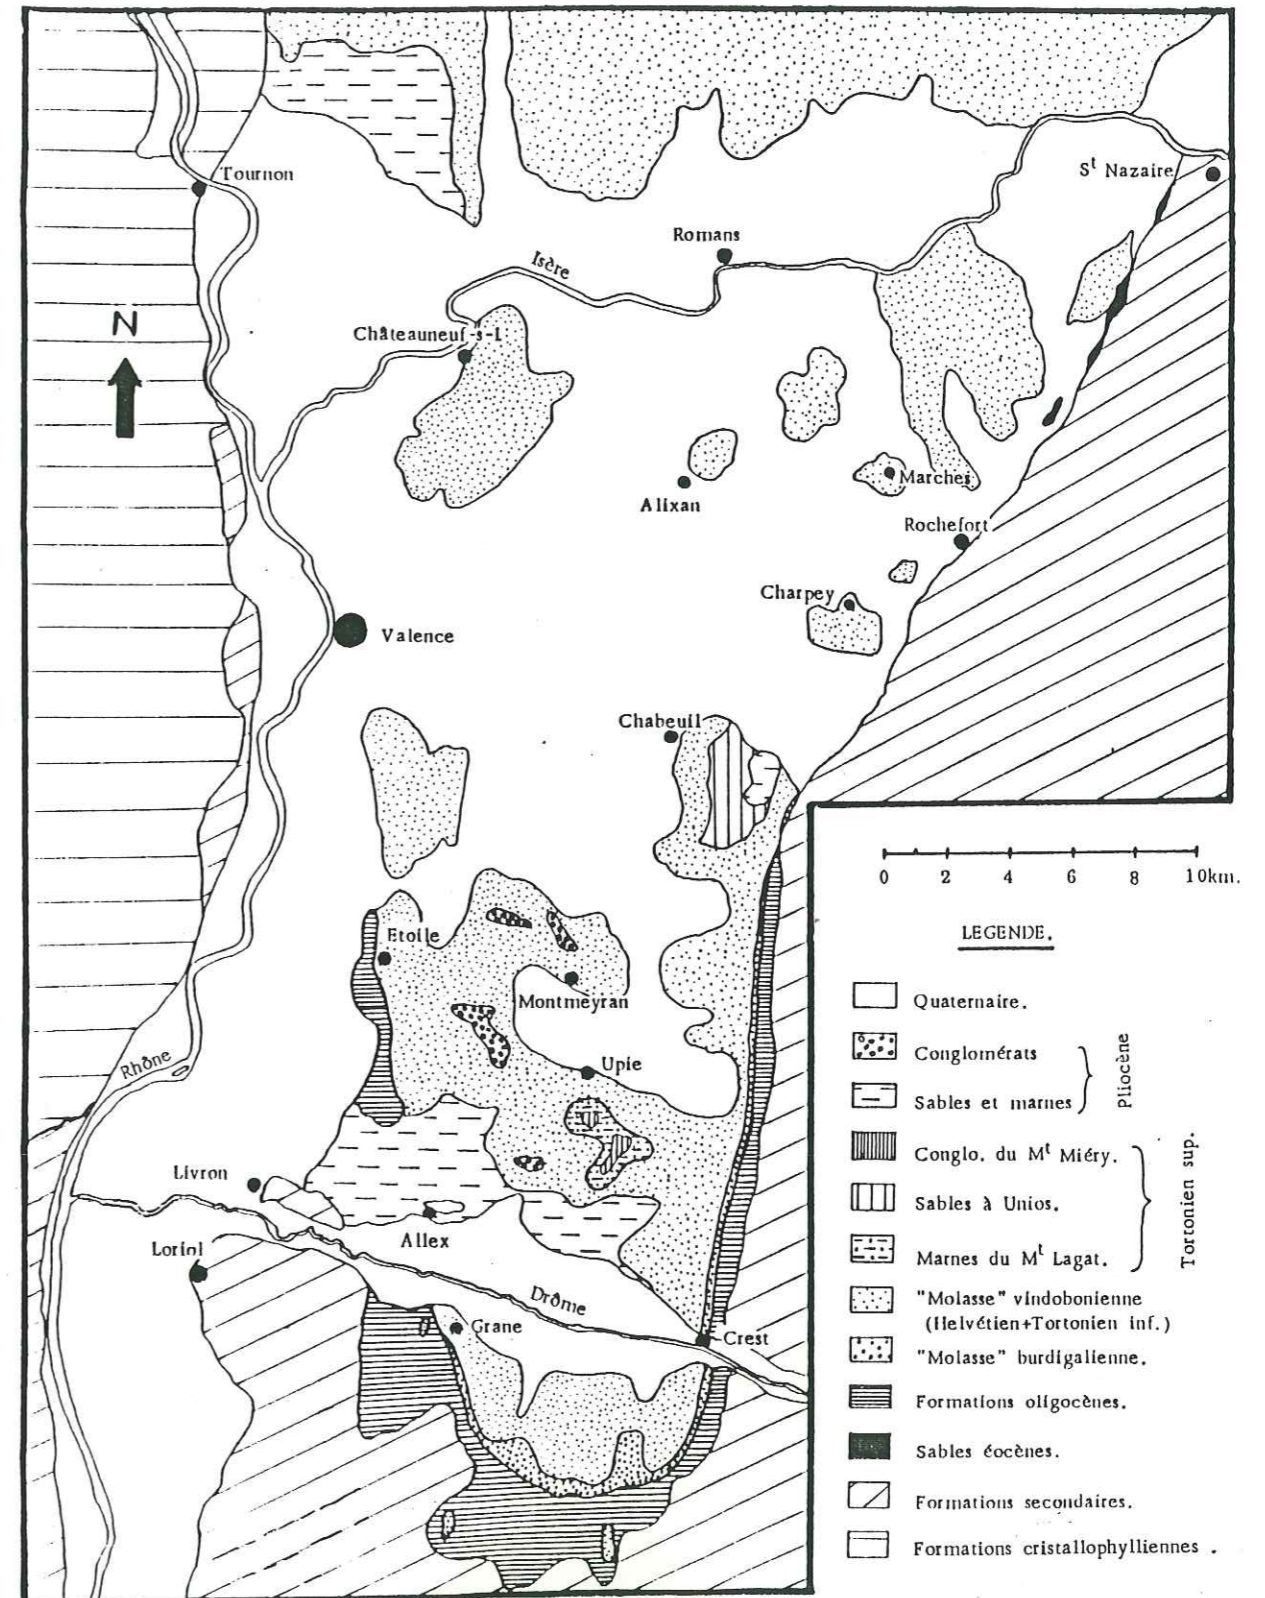 Tournon
St Nazaire
Romans
Isère
N
Châteauneuf-s-I
Alixan
Marches
Rochefort
Charpey
Valence
Chabeuil
Etoile
Montmeyran
Rhône
Upie
Livron
Allex
Loriol
Drôme
Grane
Crest
0 2 4 6 8 10km.
LEGENDE.
Quaternaire.
Conglomérats
Sables et marnes
Pliocène
Conglo. du Mt Miéry.
Sables à Unios.
Marnes du Mt Lagat.
Tortonien sup.
"Molasse" vindobonienne
(Helvétien+Tortonien inf.)
"Molasse" burdigalienne.
Formations oligocènes.
Sables éocènes.
Formations secondaires.
Formations cristallophylliennes .